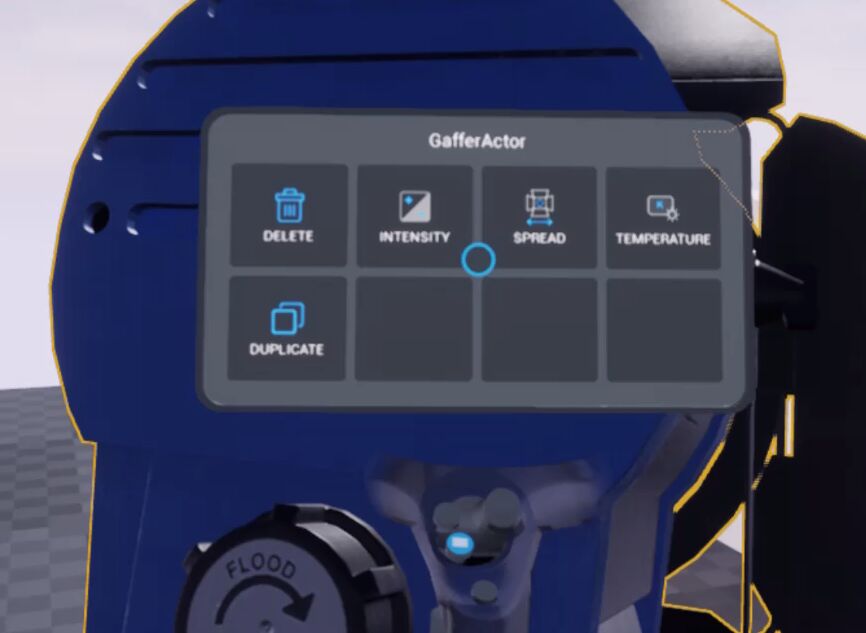 GafferActor
DELETE
INTENSITY
SPREAD
TEMPERATURE
DUPLICATE
FLOOD